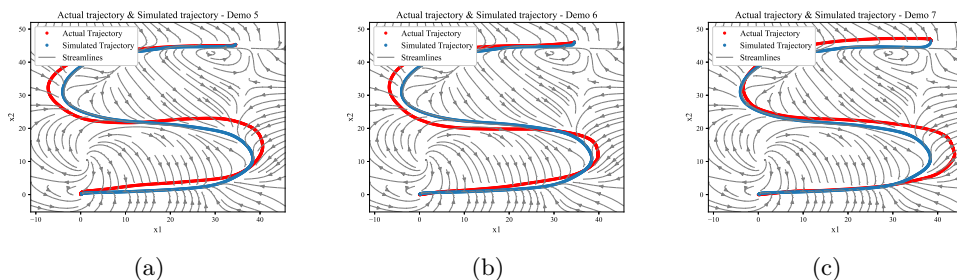 Actual trajectory & Simulated trajectory - Demo 5
50
40
30
20
10
0
x2
Actual Trajectory
Simulated Trajectory
Streamlines
−10 0 10 20 30 40
x1
(a)
Actual trajectory & Simulated trajectory - Demo 6
50
40
30
20
10
0
x2
Actual Trajectory
Simulated Trajectory
Streamlines
−10 0 10 20 30 40
x1
(b)
Actual trajectory & Simulated trajectory - Demo 7
50
40
30
20
10
0
x2
Actual Trajectory
Simulated Trajectory
Streamlines
−10 0 10 20 30 40
x1
(c)